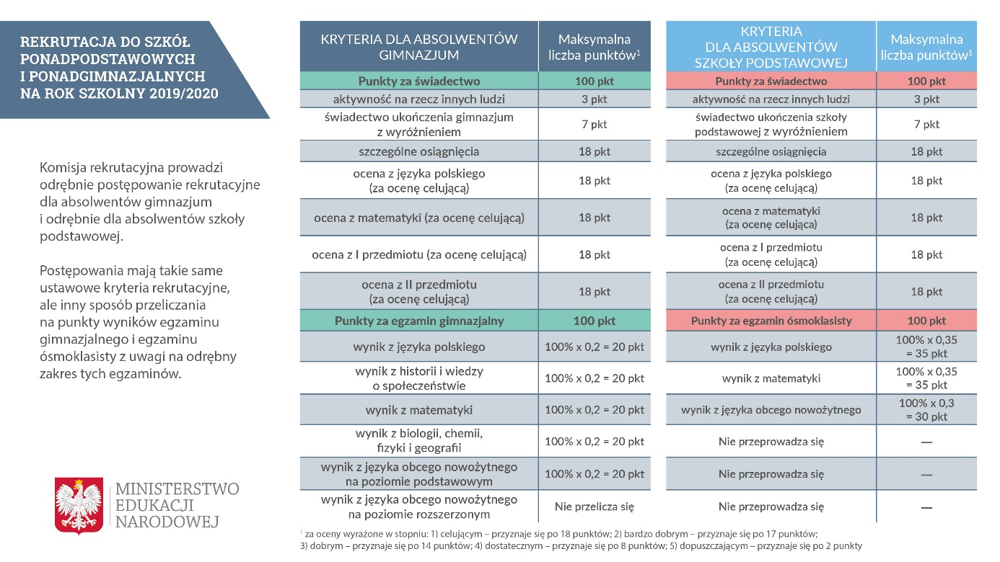 REKRUTACJA DO SZKÓŁ
PONADPODSTAWOWYCH
I PONADGIMNAZJALNYCH
NA ROK SZKOLNY 2019/2020
Komisja rekrutacyjna prowadzi
odrębnie postępowanie rekrutacyjne
dla absolwentów gimnazjum
i odrębnie dla absolwentów szkoły
podstawowej.
Postępowania mają takie same
ustawowe kryteria rekrutacyjne,
ale inny sposób przeliczania
na punkty wyników egzaminu
gimnazjalnego i egzaminu
ósmoklasisty z uwagi na odrębny
zakres tych egzaminów.
MINISTERSTWO
EDUKACJI
NARODOWEJ
KRYTERIA DLA ABSOLWENTÓW
GIMNAZJUM
Maksymalna
liczba punktów¹
Punkty za świadectwo 100 pkt
aktywność na rzecz innych ludzi 3 pkt
świadectwo ukończenia gimnazjum
z wyróżnieniem
7 pkt
szczególne osiągnięcia 18 pkt
ocena z języka polskiego
(za ocenę celującą)
18 pkt
ocena z matematyki (za ocenę celującą) 18 pkt
ocena z I przedmiotu (za ocenę celującą) 18 pkt
ocena z II przedmiotu
(za ocenę celującą)
18 pkt
Punkty za egzamin gimnazjalny 100 pkt
wynik z języka polskiego 100% x 0,2 = 20 pkt
wynik z historii i wiedzy
o społeczeństwie
100% x 0,2 = 20 pkt
wynik z matematyki 100% x 0,2 = 20 pkt
wynik z biologii, chemii,
fizyki i geografii
100% x 0,2 = 20 pkt
wynik z języka obcego nowożytnego
na poziomie podstawowym
100% x 0,2 = 20 pkt
wynik z języka obcego nowożytnego
na poziomie rozszerzonym
Nie przelicza się
KRYTERIA
DLA ABSOLWENTÓW
SZKOŁY PODSTAWOWEJ
Maksymalna
liczba punktów¹
Punkty za świadectwo 100 pkt
aktywność na rzecz innych ludzi 3 pkt
świadectwo ukończenia szkoły
podstawowej z wyróżnieniem
7 pkt
szczególne osiągnięcia 18 pkt
ocena z języka polskiego
(za ocenę celującą)
18 pkt
ocena z matematyki
(za ocenę celującą)
18 pkt
ocena z I przedmiotu
(za ocenę celującą)
18 pkt
ocena z II przedmiotu
(za ocenę celującą)
18 pkt
Punkty za egzamin ósmoklasisty 100 pkt
wynik z języka polskiego
100% x 0,35
= 35 pkt
wynik z matematyki
100% x 0,35
= 35 pkt
wynik z języka obcego nowożytnego
100% x 0,3
= 30 pkt
Nie przeprowadza się —
Nie przeprowadza się —
Nie przeprowadza się —
¹ za oceny wyrażone w stopniu: 1) celującym – przyznaje się po 18 punktów; 2) bardzo dobrym – przyznaje się po 17 punktów;
3) dobrym – przyznaje się po 14 punktów; 4) dostatecznym – przyznaje się po 8 punktów; 5) dopuszczającym – przyznaje się po 2 punkty